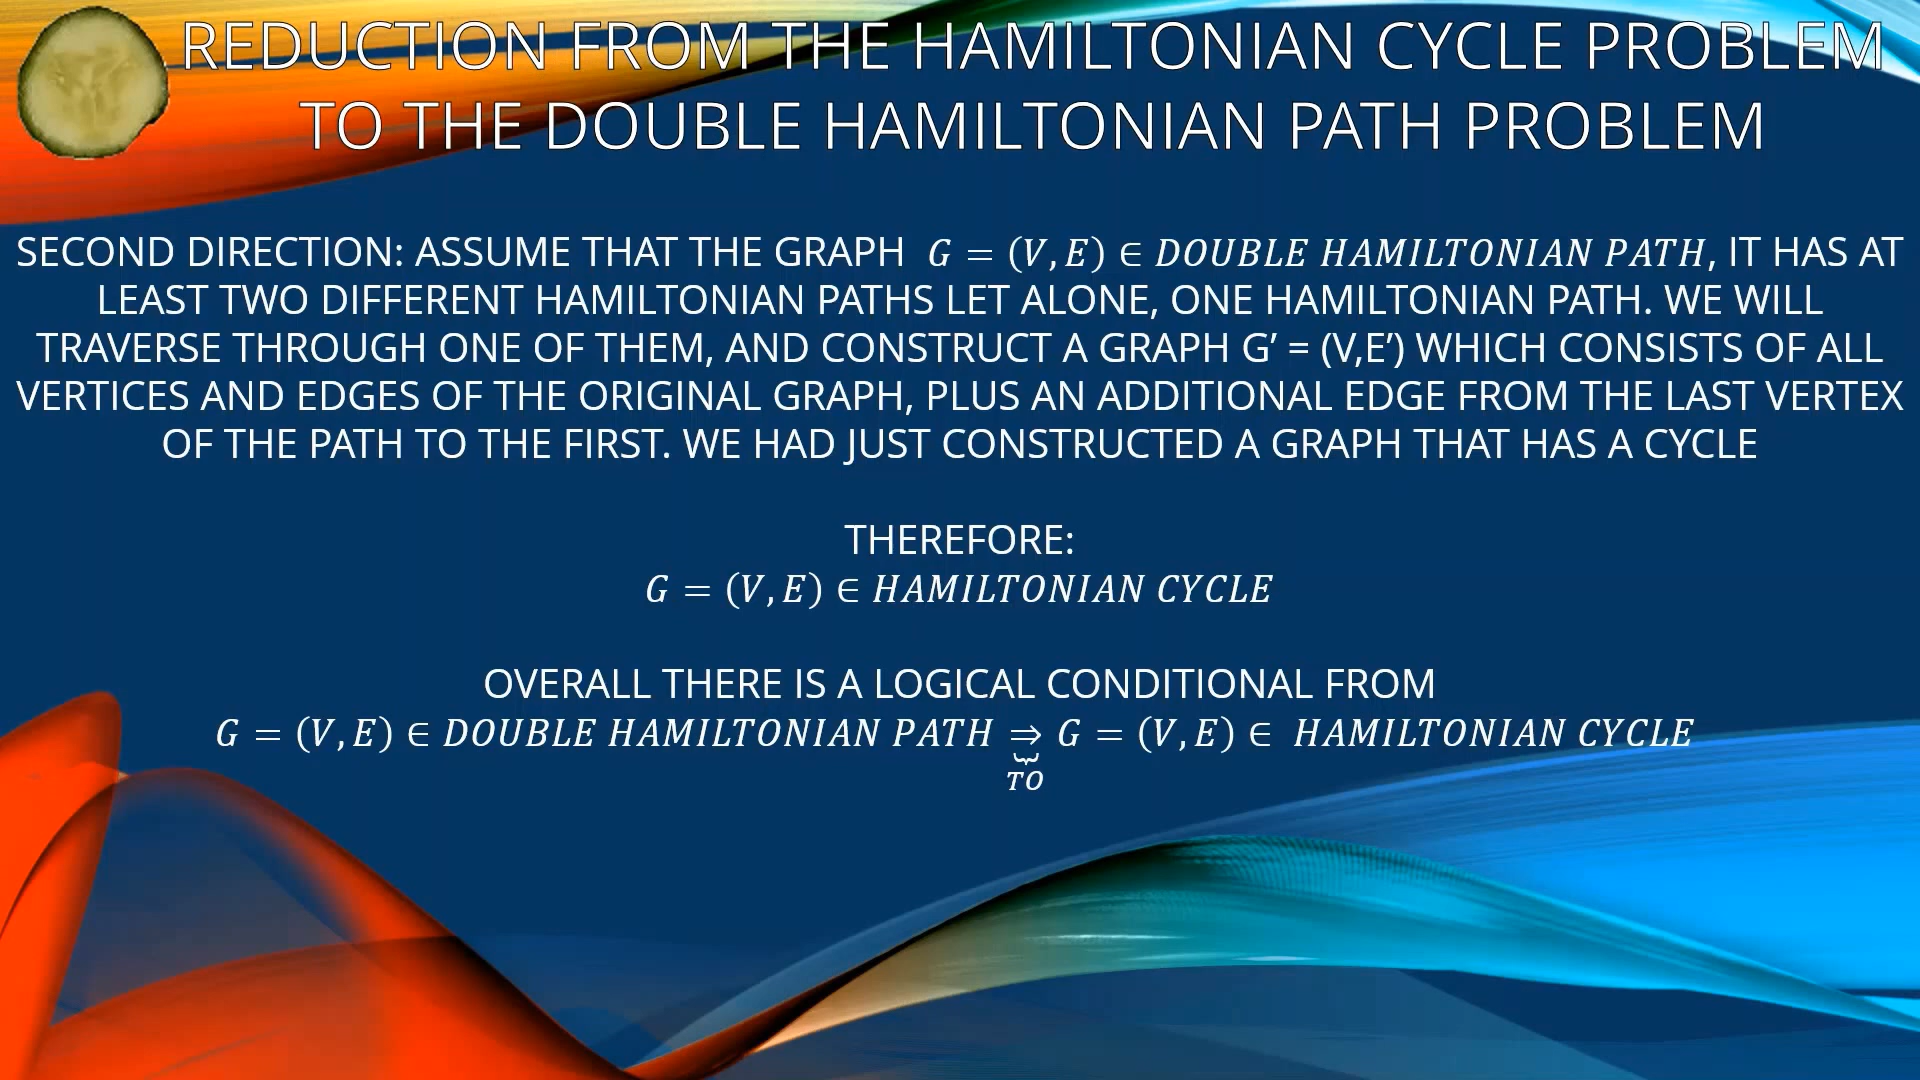 REDUCTION FROM THE HAMILTONIAN CYCLE PROBLEM
TO THE DOUBLE HAMILTONIAN PATH PROBLEM
SECOND DIRECTION: ASSUME THAT THE GRAPH G = (V, E) ∈ DOUBLE HAMILTONIAN PATH, IT HAS AT
LEAST TWO DIFFERENT HAMILTONIAN PATHS LET ALONE, ONE HAMILTONIAN PATH. WE WILL
TRAVERSE THROUGH ONE OF THEM, AND CONSTRUCT A GRAPH G’ = (V,E’) WHICH CONSISTS OF ALL
VERTICES AND EDGES OF THE ORIGINAL GRAPH, PLUS AN ADDITIONAL EDGE FROM THE LAST VERTEX
OF THE PATH TO THE FIRST. WE HAD JUST CONSTRUCTED A GRAPH THAT HAS A CYCLE
THEREFORE:
G = (V, E) ∈ HAMILTONIAN CYCLE
OVERALL THERE IS A LOGICAL CONDITIONAL FROM
G = (V, E) ∈ DOUBLE HAMILTONIAN PATH ⇒ G = (V, E) ∈ HAMILTONIAN CYCLE
TO